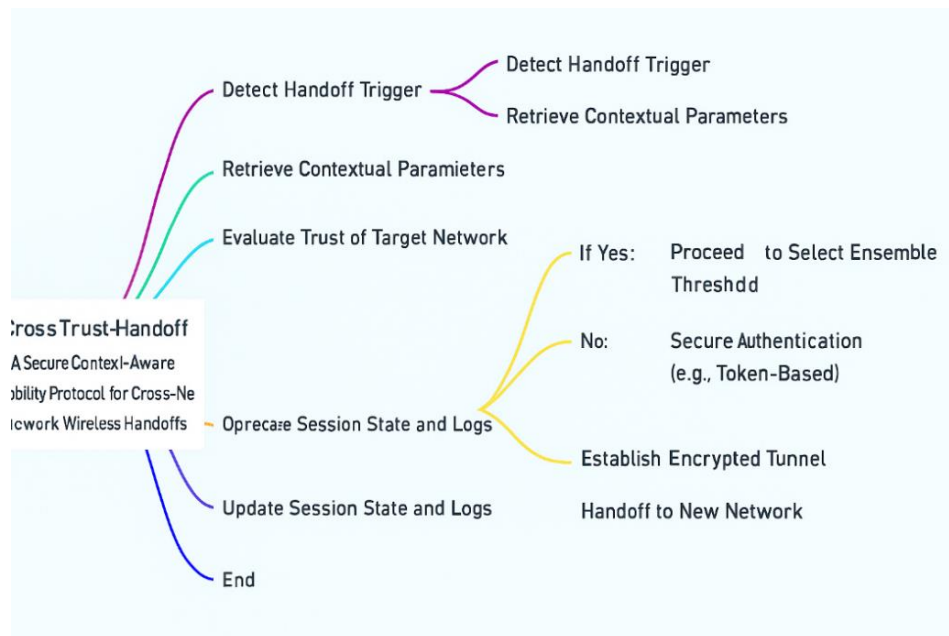 Detect Handoff Trigger
Detect Handoff Trigger
Retrieve Contextual Parameters
Retrieve Contextual Paramieters
Evaluate Trust of Target Network
If Yes: Proceed to Select Ensemble
Threshdd
No: Secure Authentication
(e.g., Token-Based)
Cross Trust-Handoff
A Secure Contexl-Aware
obility Protocol for Cross-Ne
work Wireless Handoffs
Oprecare Session State and Logs
Establish Encrypted Tunnel
Update Session State and Logs
Handoff to New Network
End